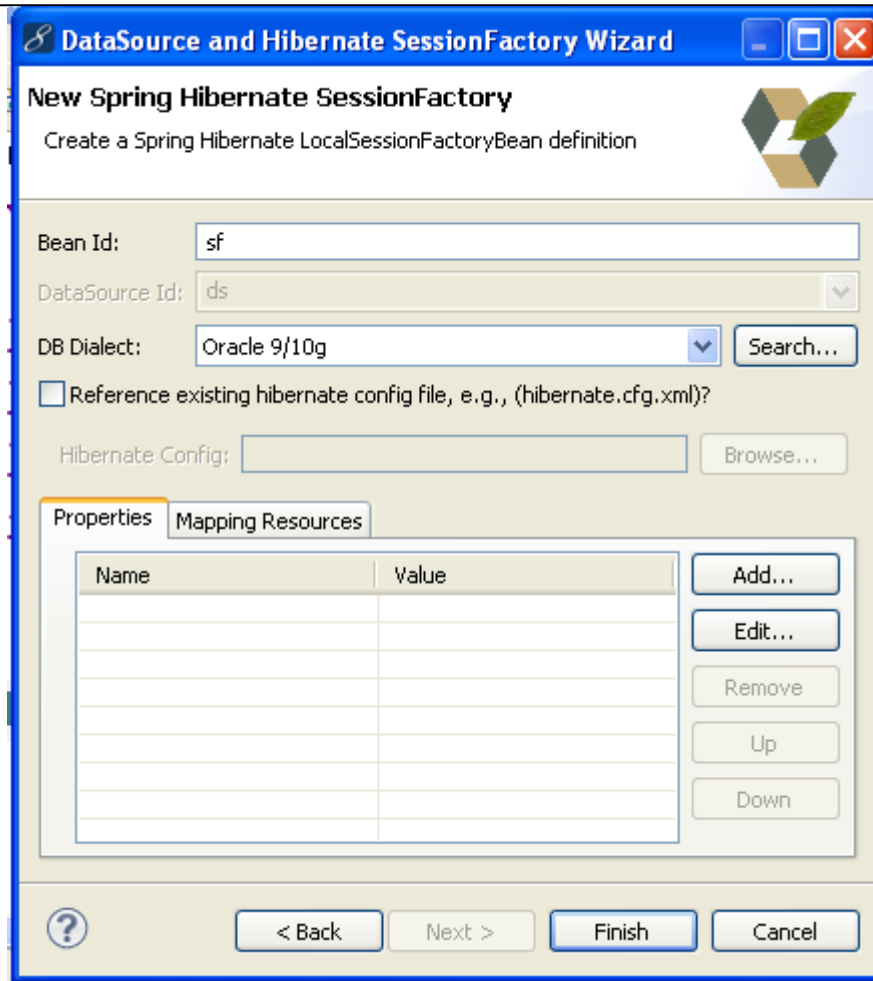 DataSource and Hibernate SessionFactory Wizard
New Spring Hibernate SessionFactory
Create a Spring Hibernate LocalSessionFactoryBean definition
Bean Id: sf
DataSource Id: ds
DB Dialect: Oracle 9/10g Search...
Reference existing hibernate config file, e.g., (hibernate.cfg.xml)?
Hibernate Config: Browse...
Properties Mapping Resources
Name Value Add...
Edit...
Remove
Up
Down
? < Back Next > Finish Cancel